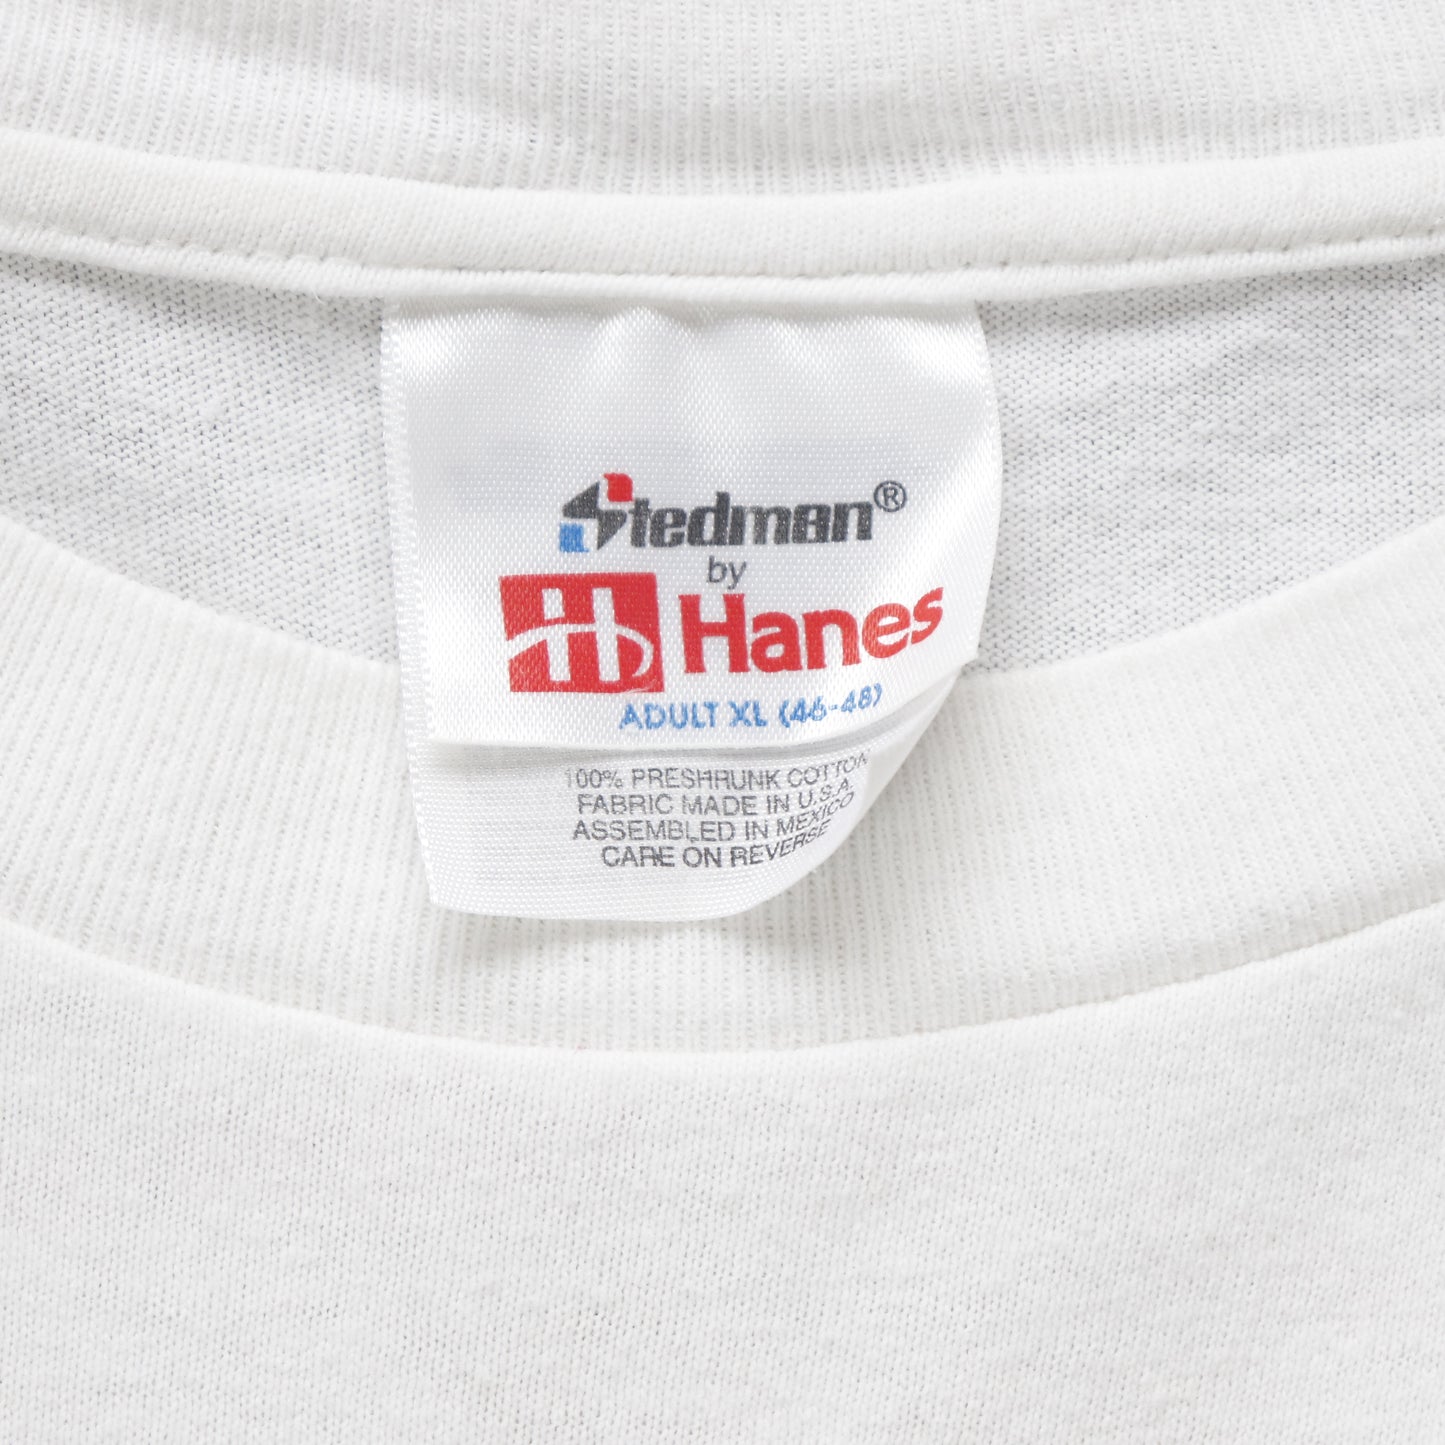 Stedman®
by
H Hanes
ADULT XL (46-48)
100% PRESHRUNK COTTON
FABRIC MADE IN U.S.A.
ASSEMBLED IN MEXICO
CARE ON REVERSE